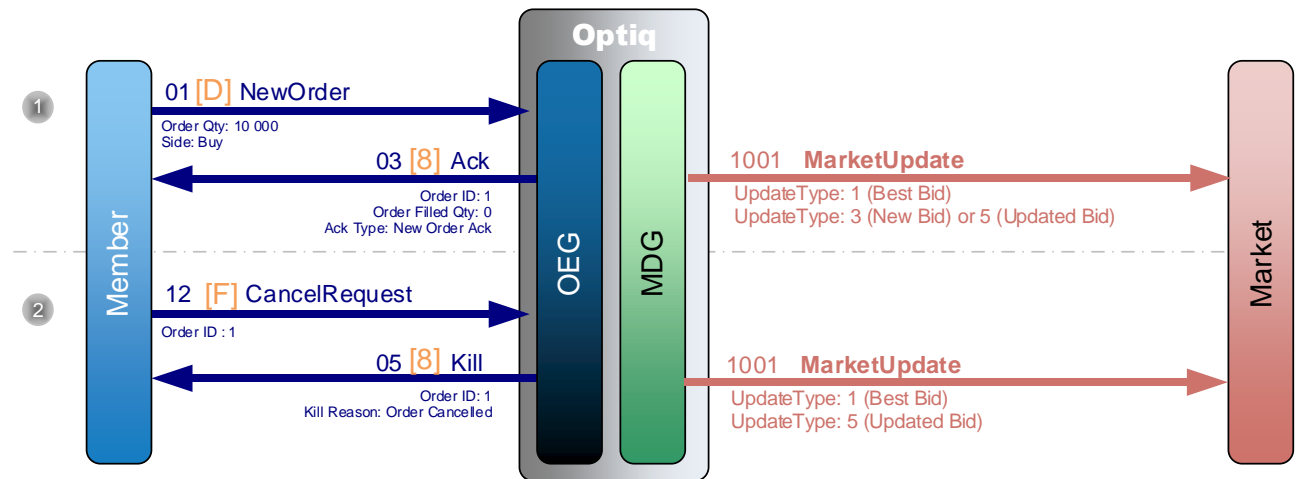 Optiq
1
01 [D] NewOrder
Order Qty: 10 000
Side: Buy
03 [8] Ack
Order ID: 1
Order Filled Qty: 0
Ack Type: New Order Ack
1001 MarketUpdate
UpdateType: 1 (Best Bid)
UpdateType: 3 (New Bid) or 5 (Updated Bid)
Member
OEG
MDG
Market
2
12 [F] CancelRequest
Order ID : 1
05 [8] Kill
Order ID: 1
Kill Reason: Order Cancelled
1001 MarketUpdate
UpdateType: 1 (Best Bid)
UpdateType: 5 (Updated Bid)